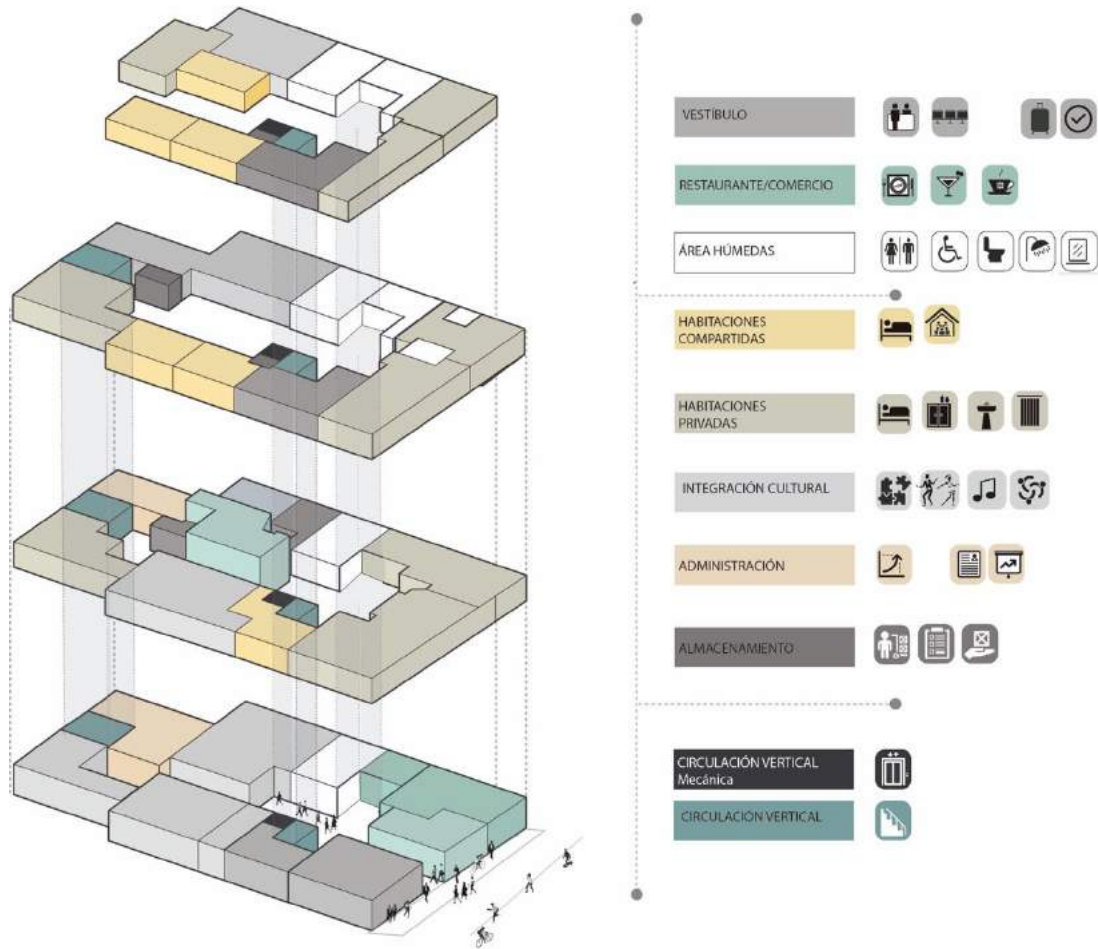 VESTÍBULO
RESTAURANTE/COMERCIO
ÁREA HÚMEDAS
HABITACIONES
COMPARTIDAS
HABITACIONES
PRIVADAS
INTEGRACIÓN CULTURAL
ADMINISTRACIÓN
ALMACENAMIENTO
CIRCULACIÓN VERTICAL
Mecánica
CIRCULACIÓN VERTICAL